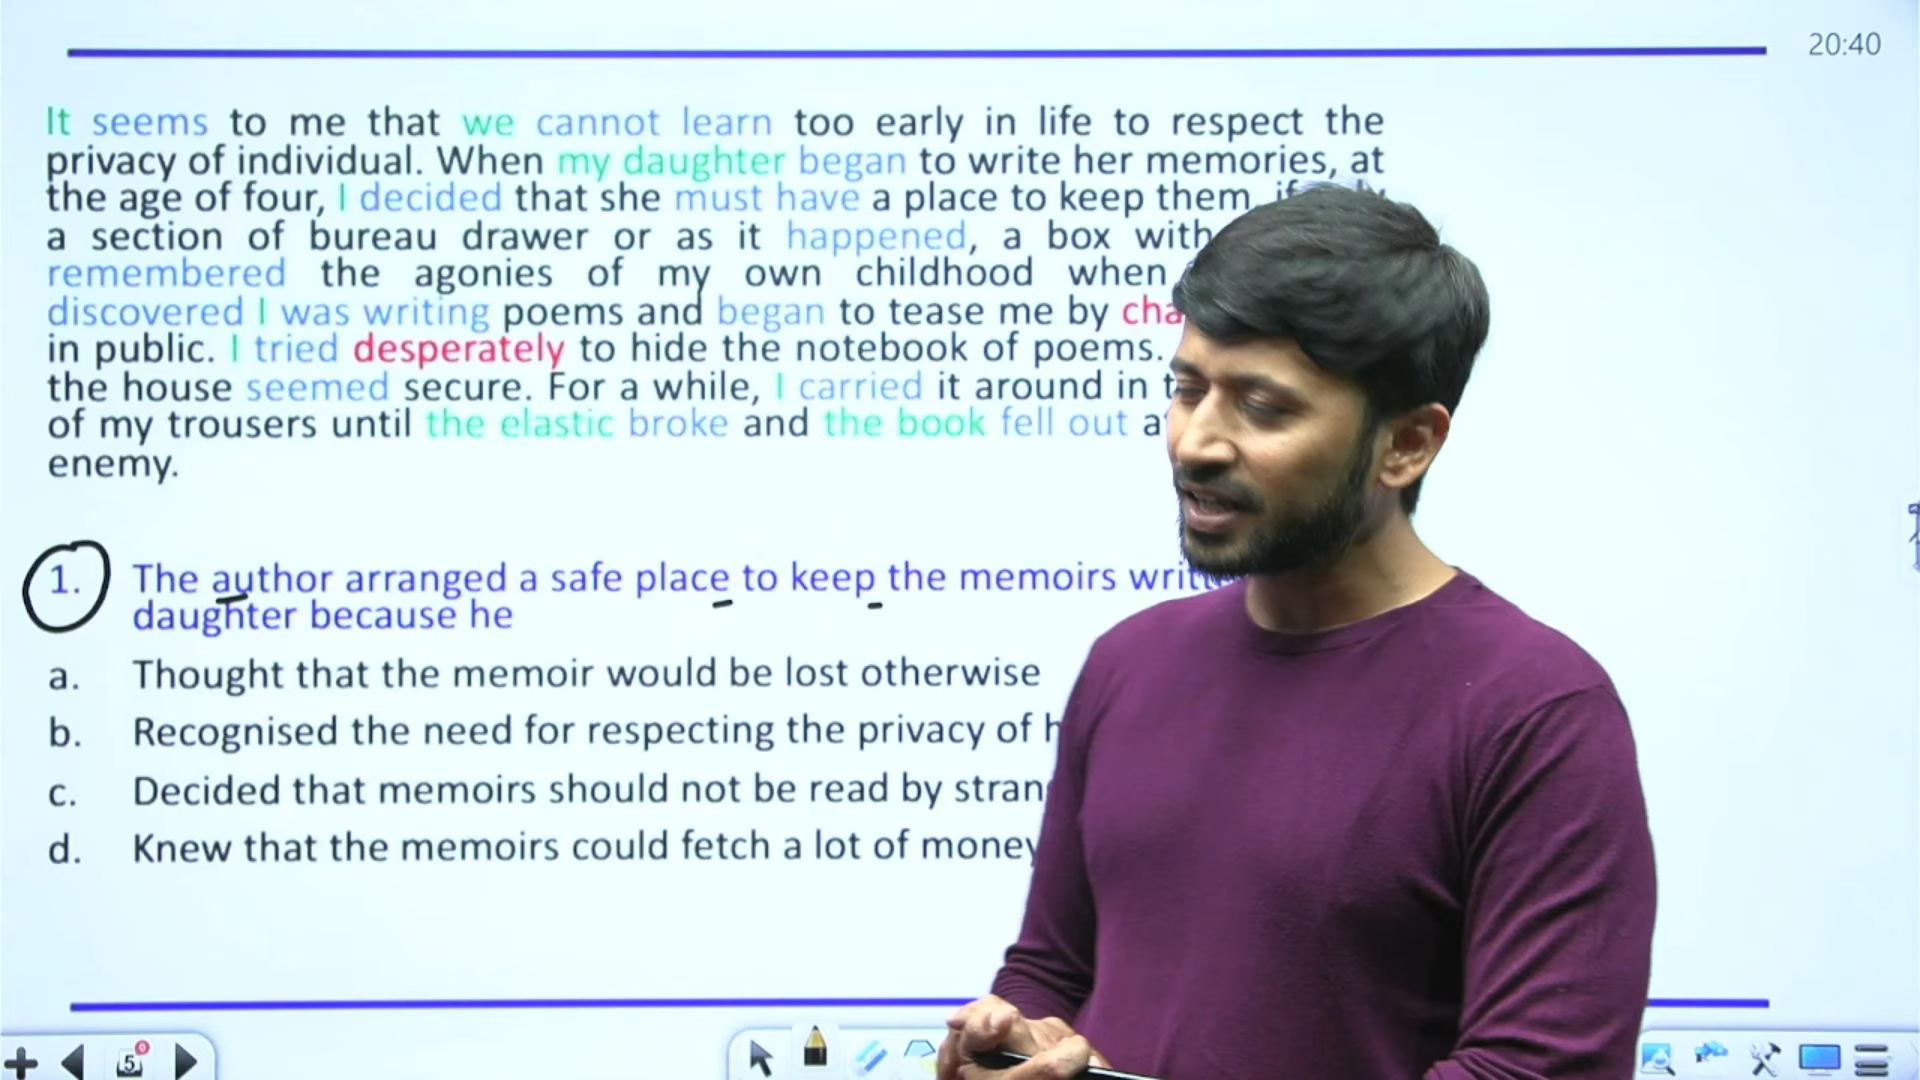 20:40
It seems to me that we cannot learn too early in life to respect the
privacy of individual. When my daughter began to write her memories, at
the age of four, I decided that she must have a place to keep them,
a section of bureau drawer or as it happened, a box with
remembered the agonies of my own childhood when
discovered I was writing poems and began to tease me by cha
in public. I tried desperately to hide the notebook of poems.
the house seemed secure. For a while, I carried it around in
of my trousers until the elastic broke and the book fell out
enemy.
1. The author arranged a safe place to keep the memoirs
daughter because he
a. Thought that the memoir would be lost otherwise
b. Recognised the need for respecting the privacy of
c. Decided that memoirs should not be read by stran
d. Knew that the memoirs could fetch a lot of money
5
0